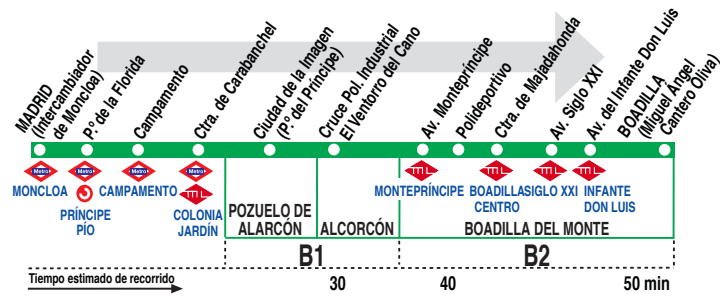 MADRID
(Intercambiador
de Moncloa)
P.º de la Florida
Campamento
Ctra. de Carabanchel
Ciudad de la Imagen
(P.º del Príncipe)
Cruce Pol. Industrial
El Ventorro del Cano
Av. Montepríncipe
Polideportivo
Ctra. de Majadahonda
Av. Siglo XXI
Av. del Infante Don Luis
BOADILLA
(Miguel Ángel
Cantero Oliva)
Metro Metro Metro Metro ML ML ML ML
MONCLOA CAMPAMENTO MONTEPRÍNCIPE BOADILLA SIGLO XXI INFANTE
CENTRO DON LUIS
ML
PRÍNCIPE
PÍO
COLONIA
JARDÍN
POZUELO DE
ALARCÓN
ALCORCÓN
BOADILLA DEL MONTE
B1 B2
Tiempo estimado de recorrido 30 40 50 min